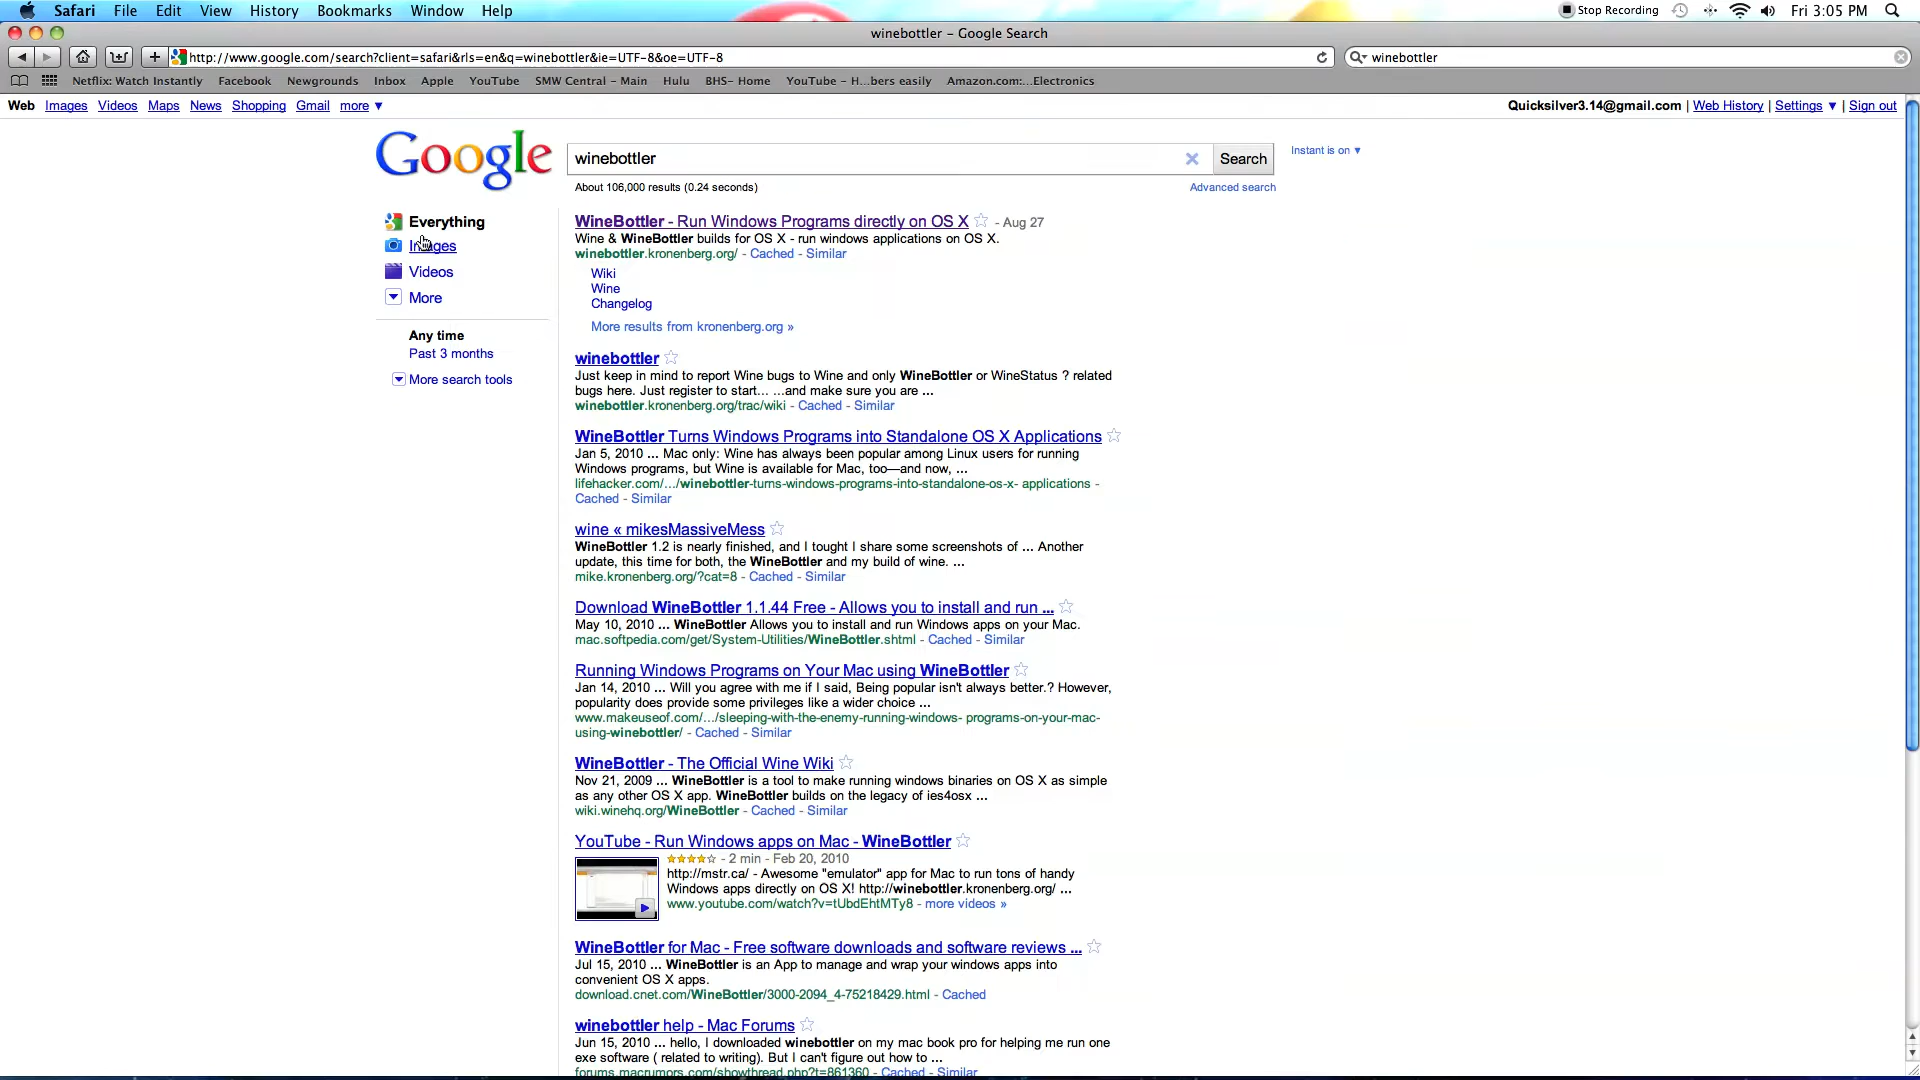 Safari File Edit View History Bookmarks Window Help Stop Recording Fri 3:05 PM
winebottler – Google Search
http://www.google.com/search?client=safari&rls=en&q=winebottler&ie=UTF-8&oe=UTF-8 winebottler
Netflix: Watch Instantly Facebook Newgrounds Inbox Apple YouTube SMW Central - Main Hulu BHS- Home YouTube - H...bers easily Amazon.com:...Electronics
Web Images Videos Maps News Shopping Gmail more ▼ Quicksilver3.14@gmail.com | Web History | Settings ▼ | Sign out
Google winebottler Search Instant is on ▼
About 106,000 results (0.24 seconds) Advanced search
Everything
Images
Videos
More
Any time
Past 3 months
More search tools
WineBottler - Run Windows Programs directly on OS X - Aug 27
Wine & WineBottler builds for OS X - run windows applications on OS X.
winebottler.kronenberg.org/ - Cached - Similar
Wiki
Wine
Changelog
More results from kronenberg.org »
winebottler
Just keep in mind to report Wine bugs to Wine and only WineBottler or WineStatus ? related
bugs here. Just register to start... ...and make sure you are ...
winebottler.kronenberg.org/trac/wiki - Cached - Similar
WineBottler Turns Windows Programs into Standalone OS X Applications
Jan 5, 2010 ... Mac only: Wine has always been popular among Linux users for running
Windows programs, but Wine is available for Mac, too—and now, ...
lifehacker.com/.../winebottler-turns-windows-programs-into-standalone-os-x- applications -
Cached - Similar
wine « mikesMassiveMess
WineBottler 1.2 is nearly finished, and I tought I share some screenshots of ... Another
update, this time for both, the WineBottler and my build of wine. ...
mike.kronenberg.org/?cat=8 - Cached - Similar
Download WineBottler 1.1.44 Free - Allows you to install and run ...
May 10, 2010 ... WineBottler Allows you to install and run Windows apps on your Mac.
mac.softpedia.com/get/System-Utilities/WineBottler.shtml - Cached - Similar
Running Windows Programs on Your Mac using WineBottler
Jan 14, 2010 ... Will you agree with me if I said, Being popular isn't always better.? However,
popularity does provide some privileges like a wider choice ...
www.makeuseof.com/.../sleeping-with-the-enemy-running-windows- programs-on-your-mac-
using-winebottler/ - Cached - Similar
WineBottler - The Official Wine Wiki
Nov 21, 2009 ... WineBottler is a tool to make running windows binaries on OS X as simple
as any other OS X app. WineBottler builds on the legacy of ies4osx ...
wiki.winehq.org/WineBottler - Cached - Similar
YouTube - Run Windows apps on Mac - WineBottler
- 2 min - Feb 20, 2010
http://mstr.ca/ - Awesome "emulator" app for Mac to run tons of handy
Windows apps directly on OS X! http://winebottler.kronenberg.org/ ...
www.youtube.com/watch?v=tUbdEhtMTy8 - more videos »
WineBottler for Mac - Free software downloads and software reviews ...
Jul 15, 2010 ... WineBottler is an App to manage and wrap your windows apps into
convenient OS X apps.
download.cnet.com/WineBottler/3000-2094_4-75218429.html - Cached
winebottler help - Mac Forums
Jun 15, 2010 ... hello, I downloaded winebottler on my mac book pro for helping me run one
exe software ( related to writing). But I can't figure out how to ...
forums.macrumors.com/showthread.php?t=861360 - Cached - Similar